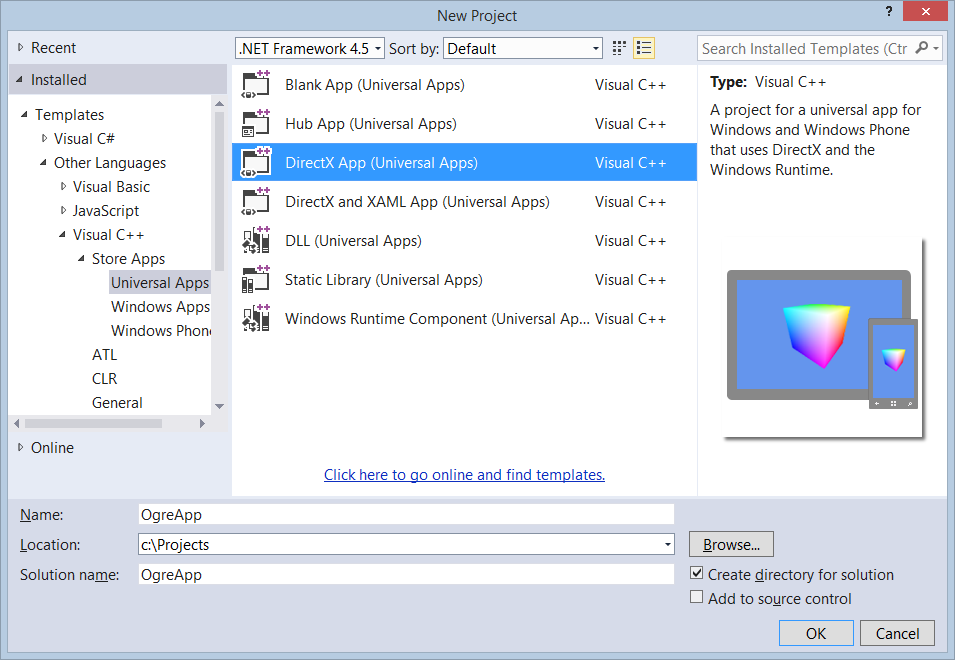 New Project
?
Recent
.NET Framework 4.5
Sort by:
Default
Search Installed Templates (Ctr
Installed
Templates
Visual C#
Other Languages
Visual Basic
JavaScript
Visual C++
Store Apps
Universal Apps
Windows Apps
Windows Phon
ATL
CLR
General
Online
Blank App (Universal Apps) Visual C++
Hub App (Universal Apps) Visual C++
DirectX App (Universal Apps) Visual C++
DirectX and XAML App (Universal Apps) Visual C++
DLL (Universal Apps) Visual C++
Static Library (Universal Apps) Visual C++
Windows Runtime Component (Universal Ap... Visual C++
Click here to go online and find templates.
Type: Visual C++
A project for a universal app for
Windows and Windows Phone
that uses DirectX and the
Windows Runtime.
Name: OgreApp
Location: c:\Projects
Browse...
Solution name: OgreApp
Create directory for solution
Add to source control
OK
Cancel